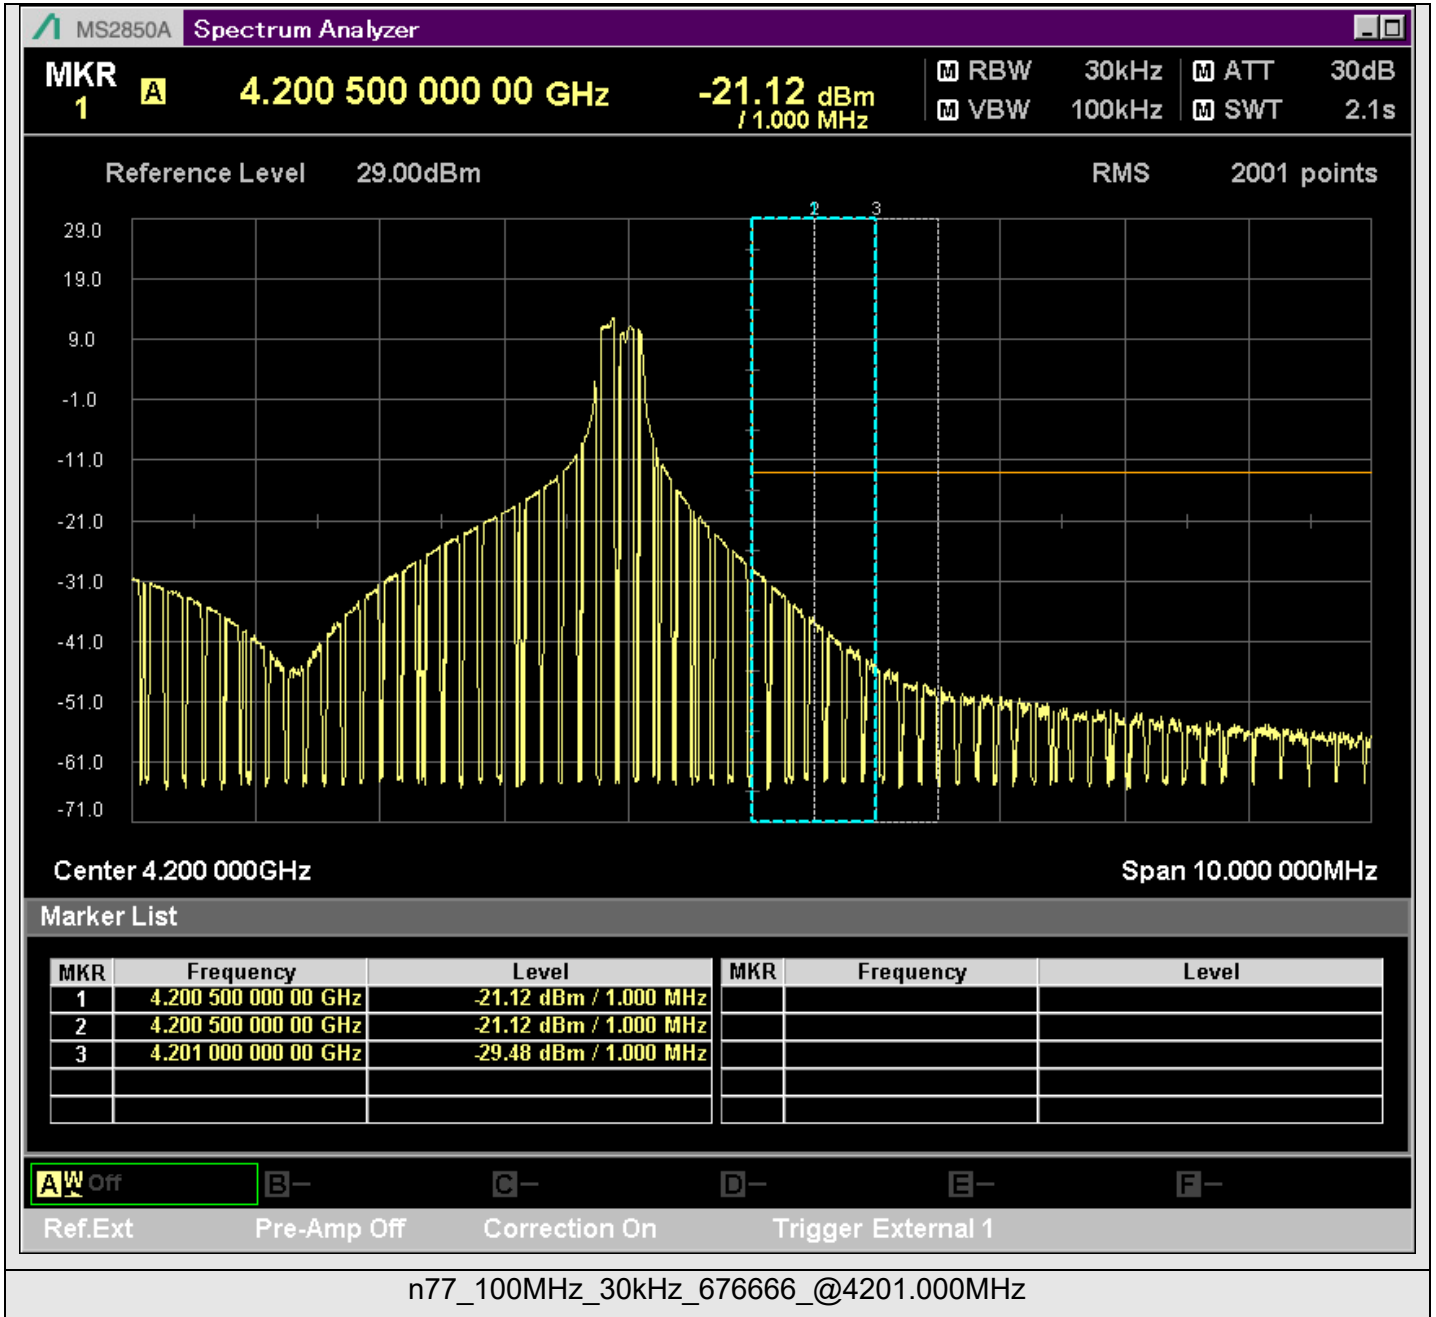 MS2850A Spectrum Analyzer
MKR 1 A 4.200 500 000 00 GHz -21.12 dBm / 1.000 MHz
M RBW 30kHz M ATT 30dB
M VBW 100kHz M SWT 2.1s
Reference Level 29.00dBm RMS 2001 points
1 2 3
29.0
19.0
9.0
-1.0
-11.0
-21.0
-31.0
-41.0
-51.0
-61.0
-71.0
Center 4.200 000GHz Span 10.000 000MHz
Marker List
MKR Frequency Level MKR Frequency Level
1 4.200 500 000 00 GHz -21.12 dBm / 1.000 MHz
2 4.200 500 000 00 GHz -21.12 dBm / 1.000 MHz
3 4.201 000 000 00 GHz -29.48 dBm / 1.000 MHz
A W Off B – C – D – E – F –
Ref.Ext Pre-Amp Off Correction On Trigger External 1
n77_100MHz_30kHz_676666_@4201.000MHz